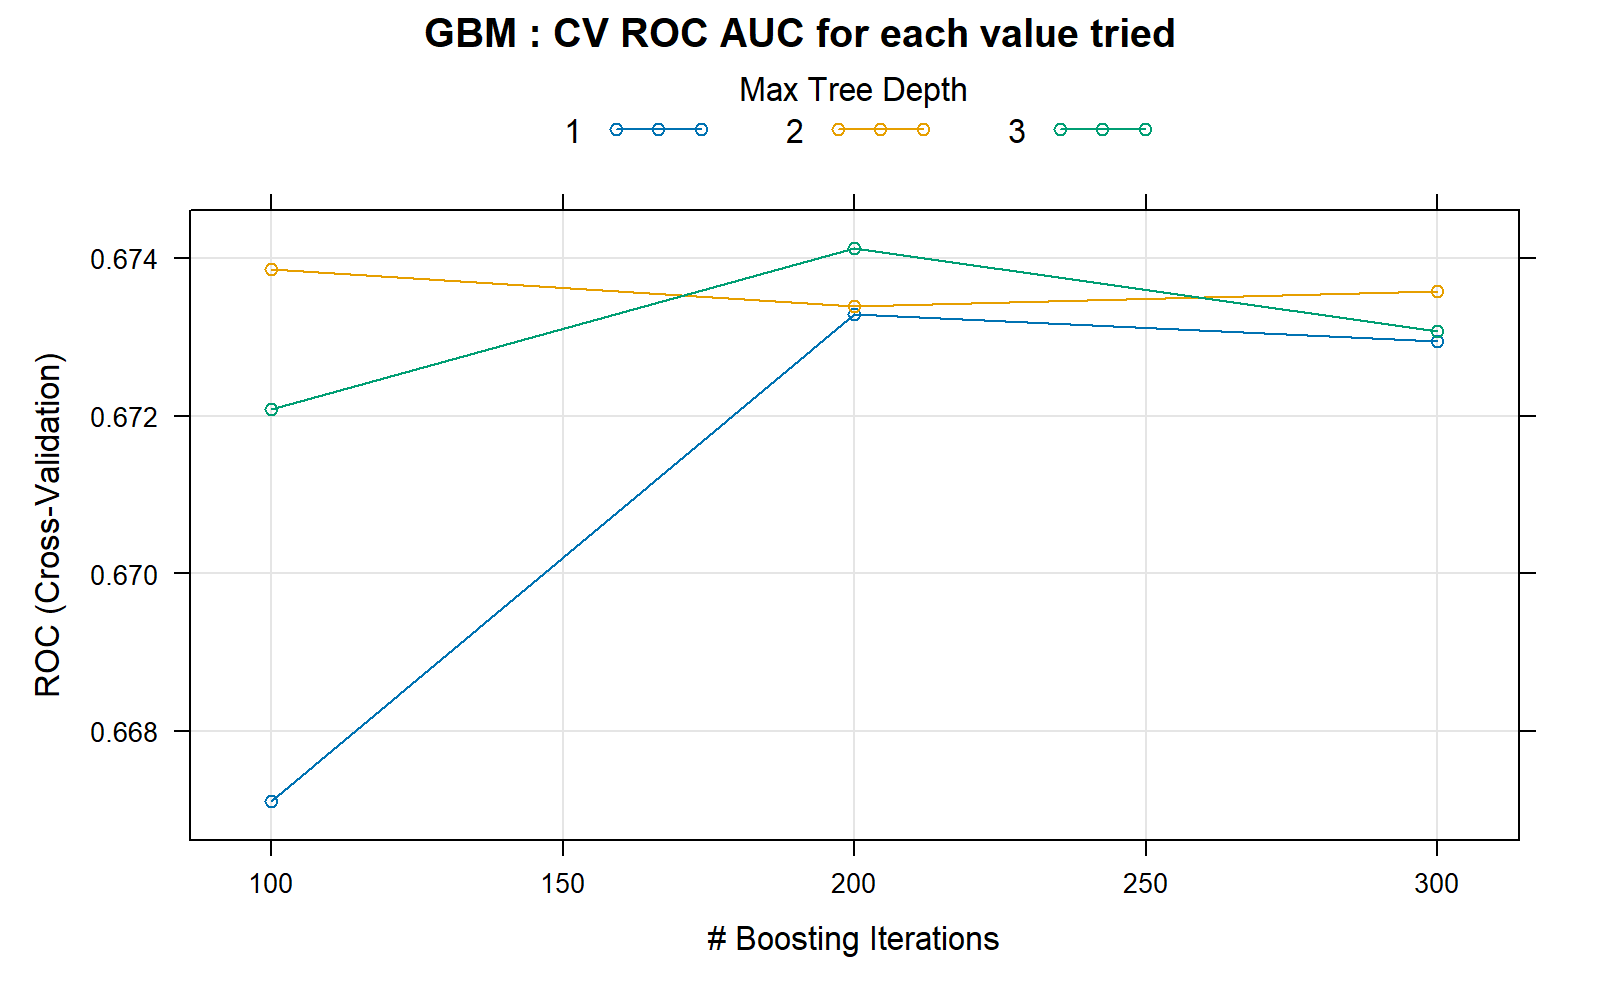 GBM : CV ROC AUC for each value tried
Max Tree Depth
1 2 3
ROC (Cross-Validation)
0.674
0.672
0.670
0.668
100 150 200 250 300
# Boosting Iterations